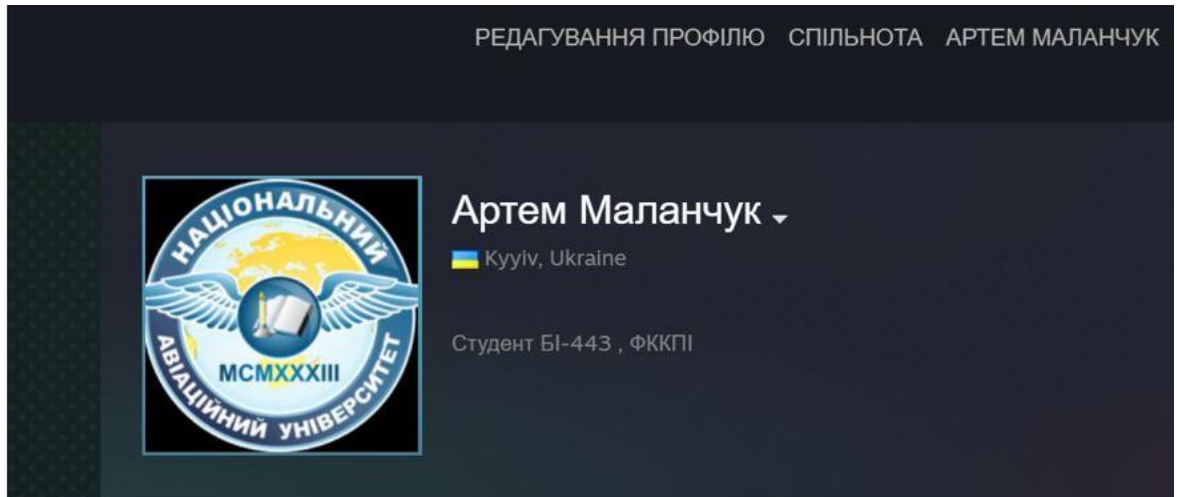 РЕДАГУВАННЯ ПРОФІЛЮ СПІЛЬНОТА АРТЕМ МАЛАНЧУК
НАЦІОНАЛЬНИЙ
MCMXXXIII
АВІАЦІЙНИЙ УНІВЕРСИТЕТ
Артем Маланчук
Kyyiv, Ukraine
Студент БІ-443 , ФККПІ